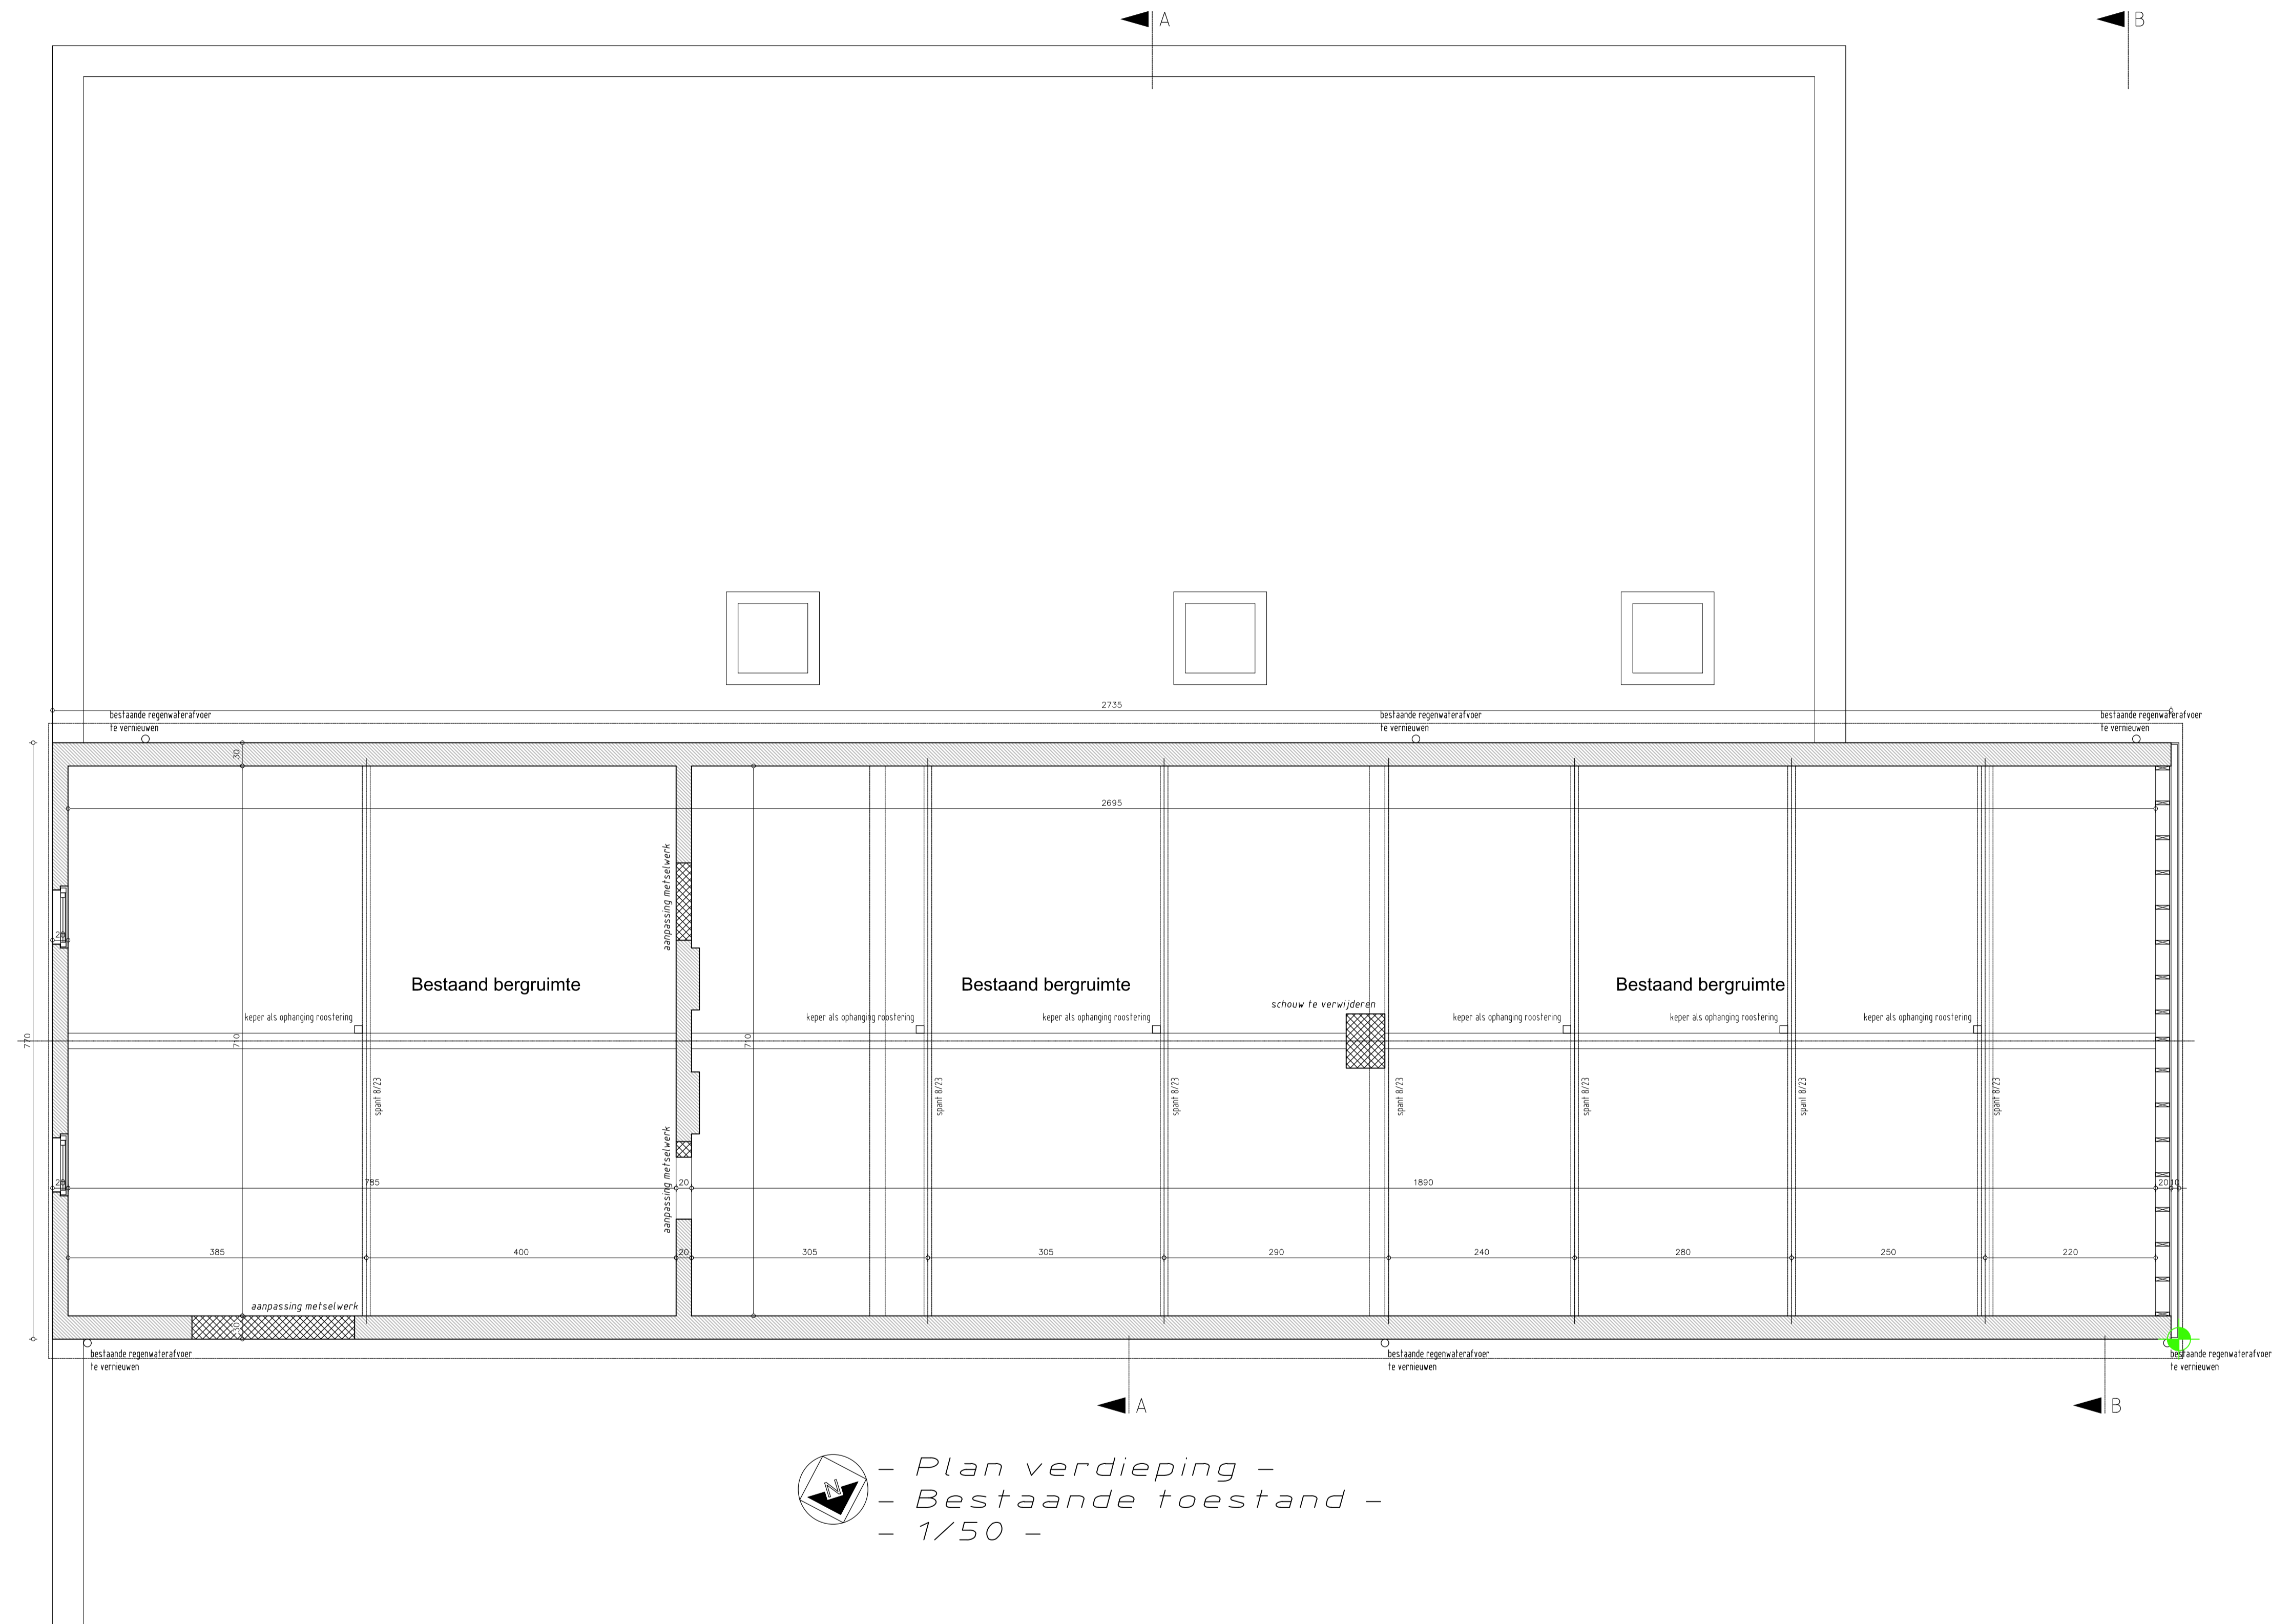 A
B
2735
bestaande regenwaterafvoer
te vernieuwen
bestaande regenwaterafvoer
te vernieuwen
bestaande regenwaterafvoer
te vernieuwen
30
2695
aanpassing metselwerk
20
Bestaand bergruimte
Bestaand bergruimte
Bestaand bergruimte
schouw te verwijderen
keper als ophanging roostering
keper als ophanging roostering
keper als ophanging roostering
keper als ophanging roostering
keper als ophanging roostering
keper als ophanging roostering
770
710
710
spant 8/23
spant 8/23
spant 8/23
spant 8/23
spant 8/23
spant 8/23
spant 8/23
aanpassing metselwerk
20
785
20
1890
20
10
385
400
20
305
305
290
240
280
250
220
aanpassing metselwerk
30
bestaande regenwaterafvoer
te vernieuwen
bestaande regenwaterafvoer
te vernieuwen
bestaande regenwaterafvoer
te vernieuwen
A
B
N
- Plan verdieping -
- Bestaande toestand -
- 1/50 -